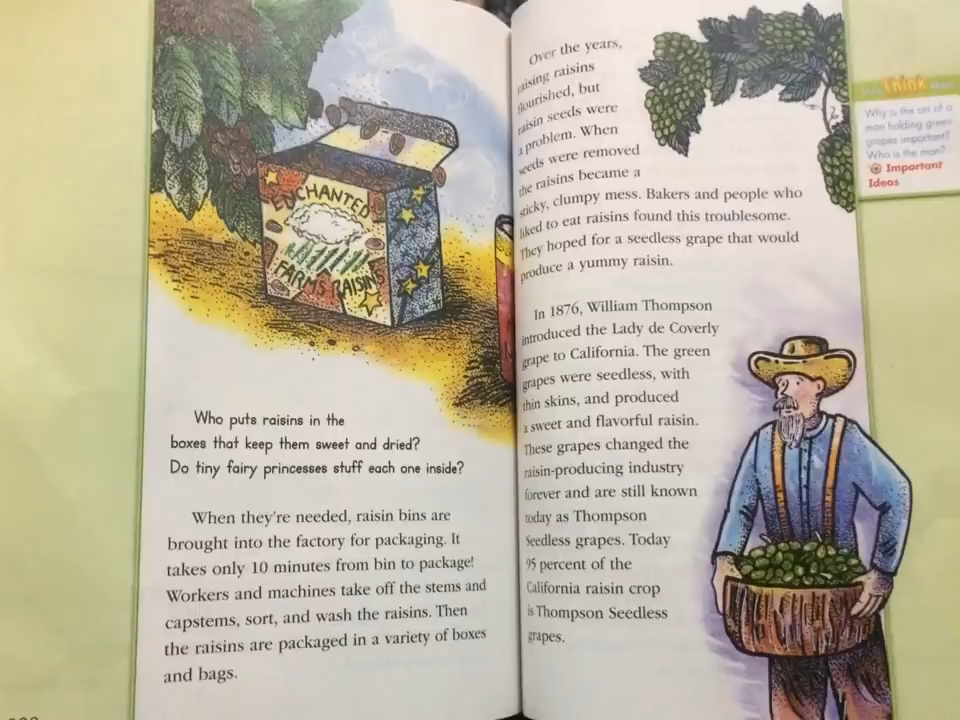 ENCHANTED
FARMS RAISINS
Who puts raisins in the
boxes that keep them sweet and dried?
Do tiny fairy princesses stuff each one inside?
When they're needed, raisin bins are
brought into the factory for packaging. It
takes only 10 minutes from bin to package!
Workers and machines take off the stems and
capstems, sort, and wash the raisins. Then
the raisins are packaged in a variety of boxes
and bags.
Over the years,
raising raisins
flourished, but
raisin seeds were
a problem. When
seeds were removed
the raisins became a
sticky, clumpy mess. Bakers and people who
liked to eat raisins found this troublesome.
They hoped for a seedless grape that would
produce a yummy raisin.
In 1876, William Thompson
introduced the Lady de Coverly
grape to California. The green
grapes were seedless, with
thin skins, and produced
a sweet and flavorful raisin.
These grapes changed the
raisin-producing industry
forever and are still known
today as Thompson
Seedless grapes. Today
95 percent of the
California raisin crop
is Thompson Seedless
grapes.
Think
Why is the art of a
man holding green
grapes important?
Who is the man?
Important
Ideas